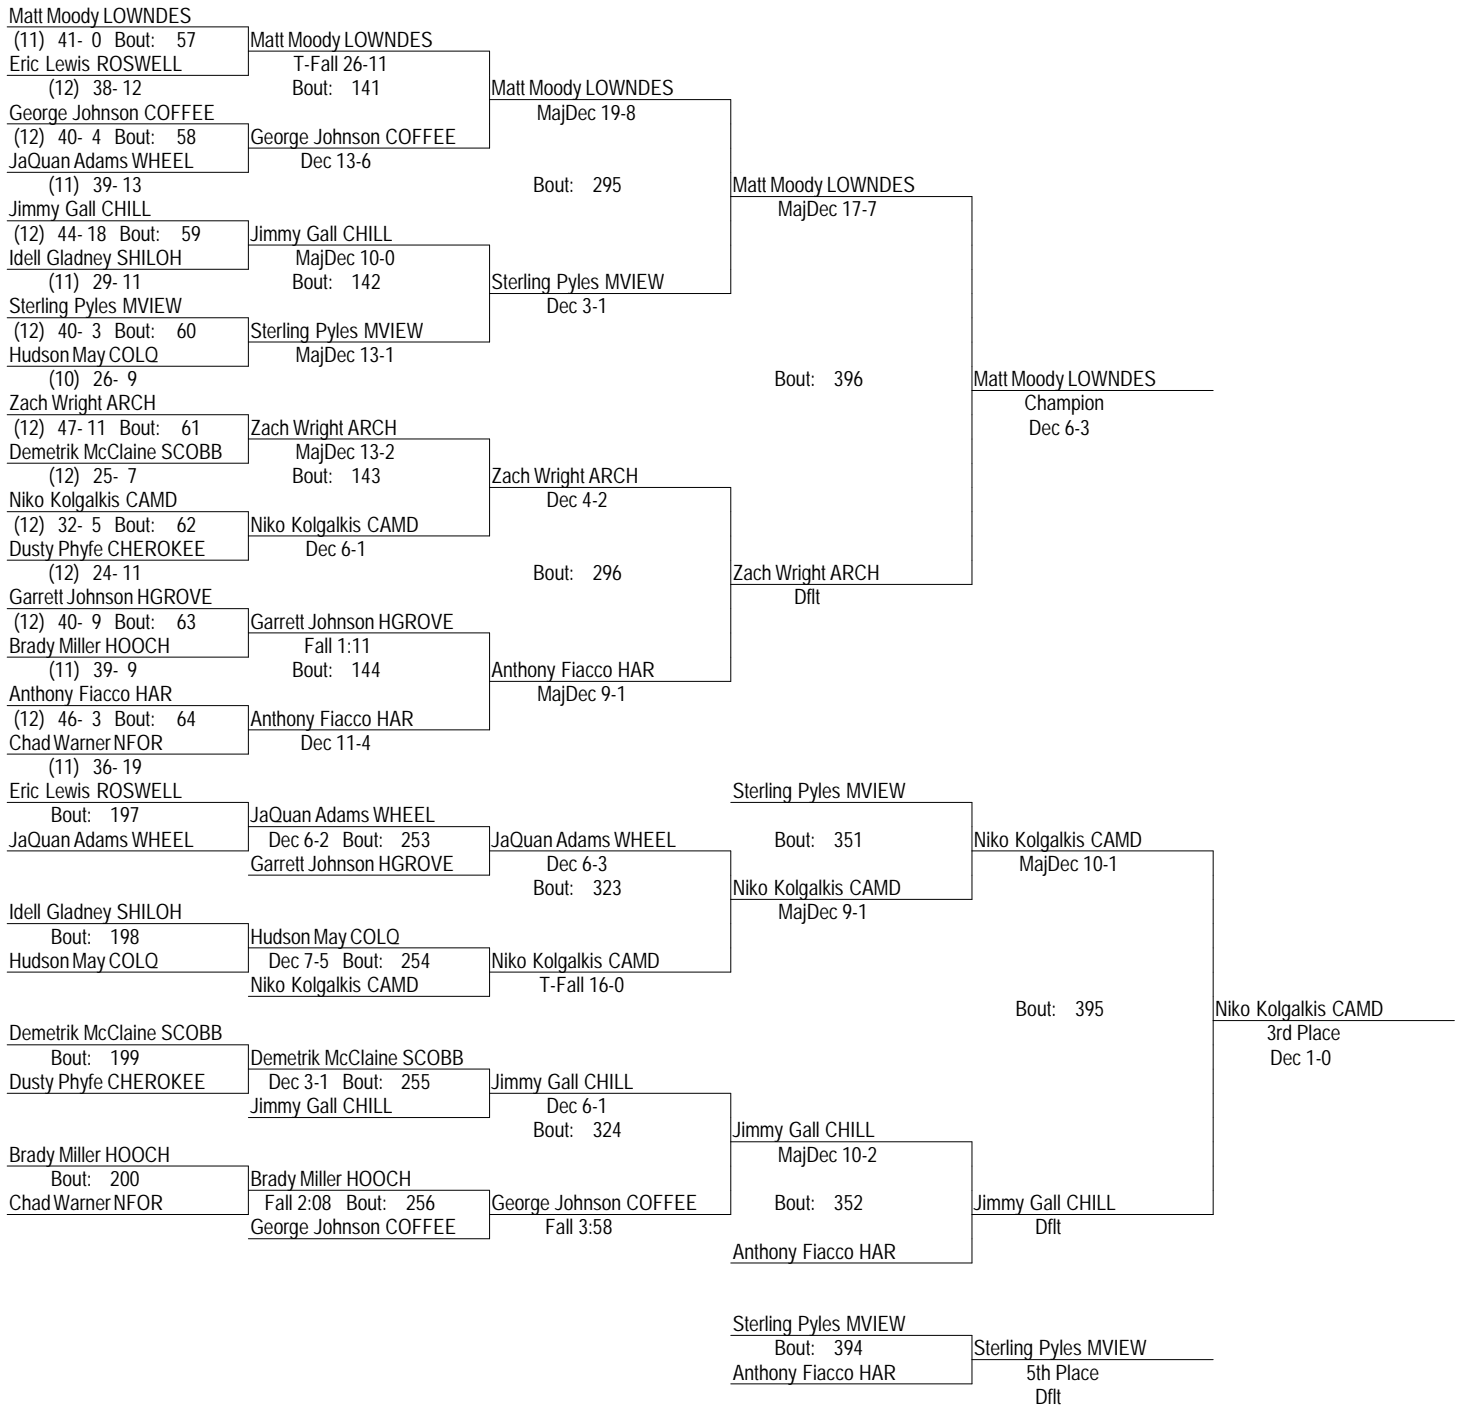 Matt Moody LOWNDES
(11) 41- 0 Bout: 57 Matt Moody LOWNDES
Eric Lewis ROSWELL T-Fall 26-11
(12) 38- 12 Bout: 141 Matt Moody LOWNDES
George Johnson COFFEE MajDec 19-8
(12) 40- 4 Bout: 58 George Johnson COFFEE
JaQuan Adams WHEEL Dec 13-6
(11) 39- 13 Bout: 295 Matt Moody LOWNDES
Jimmy Gall CHILL MajDec 17-7
(12) 44- 18 Bout: 59 Jimmy Gall CHILL
Idell Gladney SHILOH MajDec 10-0
(11) 29- 11 Bout: 142 Sterling Pyles MVIEW
Sterling Pyles MVIEW Dec 3-1
(12) 40- 3 Bout: 60 Sterling Pyles MVIEW
Hudson May COLQ MajDec 13-1
(10) 26- 9 Bout: 396 Matt Moody LOWNDES
Zach Wright ARCH Champion
(12) 47- 11 Bout: 61 Zach Wright ARCH Dec 6-3
Demetrik McClaine SCOBB MajDec 13-2
(12) 25- 7 Bout: 143 Zach Wright ARCH
Niko Kolgalkis CAMD Dec 4-2
(12) 32- 5 Bout: 62 Niko Kolgalkis CAMD
Dusty Phyfe CHEROKEE Dec 6-1
(12) 24- 11 Bout: 296 Zach Wright ARCH
Garrett Johnson HGROVE Dflt
(12) 40- 9 Bout: 63 Garrett Johnson HGROVE
Brady Miller HOOCH Fall 1:11
(11) 39- 9 Bout: 144 Anthony Fiacco HAR
Anthony Fiacco HAR MajDec 9-1
(12) 46- 3 Bout: 64 Anthony Fiacco HAR
Chad Warner NFOR Dec 11-4
(11) 36- 19
Eric Lewis ROSWELL Sterling Pyles MVIEW
Bout: 197 JaQuan Adams WHEEL
JaQuan Adams WHEEL Dec 6-2 Bout: 253 JaQuan Adams WHEEL Bout: 351 Niko Kolgalkis CAMD
Garrett Johnson HGROVE Dec 6-3 MajDec 10-1
Bout: 323 Niko Kolgalkis CAMD
Idell Gladney SHILOH MajDec 9-1
Bout: 198 Hudson May COLQ
Hudson May COLQ Dec 7-5 Bout: 254 Niko Kolgalkis CAMD
Niko Kolgalkis CAMD T-Fall 16-0
Bout: 395 Niko Kolgalkis CAMD
Demetrik McClaine SCOBB 3rd Place
Bout: 199 Demetrik McClaine SCOBB Dec 1-0
Dusty Phyfe CHEROKEE Dec 3-1 Bout: 255 Jimmy Gall CHILL
Jimmy Gall CHILL Dec 6-1
Bout: 324 Jimmy Gall CHILL
Brady Miller HOOCH MajDec 10-2
Bout: 200 Brady Miller HOOCH
Chad Warner NFOR Fall 2:08 Bout: 256 George Johnson COFFEE Bout: 352 Jimmy Gall CHILL
George Johnson COFFEE Fall 3:58 Dflt
Anthony Fiacco HAR
Sterling Pyles MVIEW
Bout: 394 Sterling Pyles MVIEW
Anthony Fiacco HAR 5th Place
Dflt